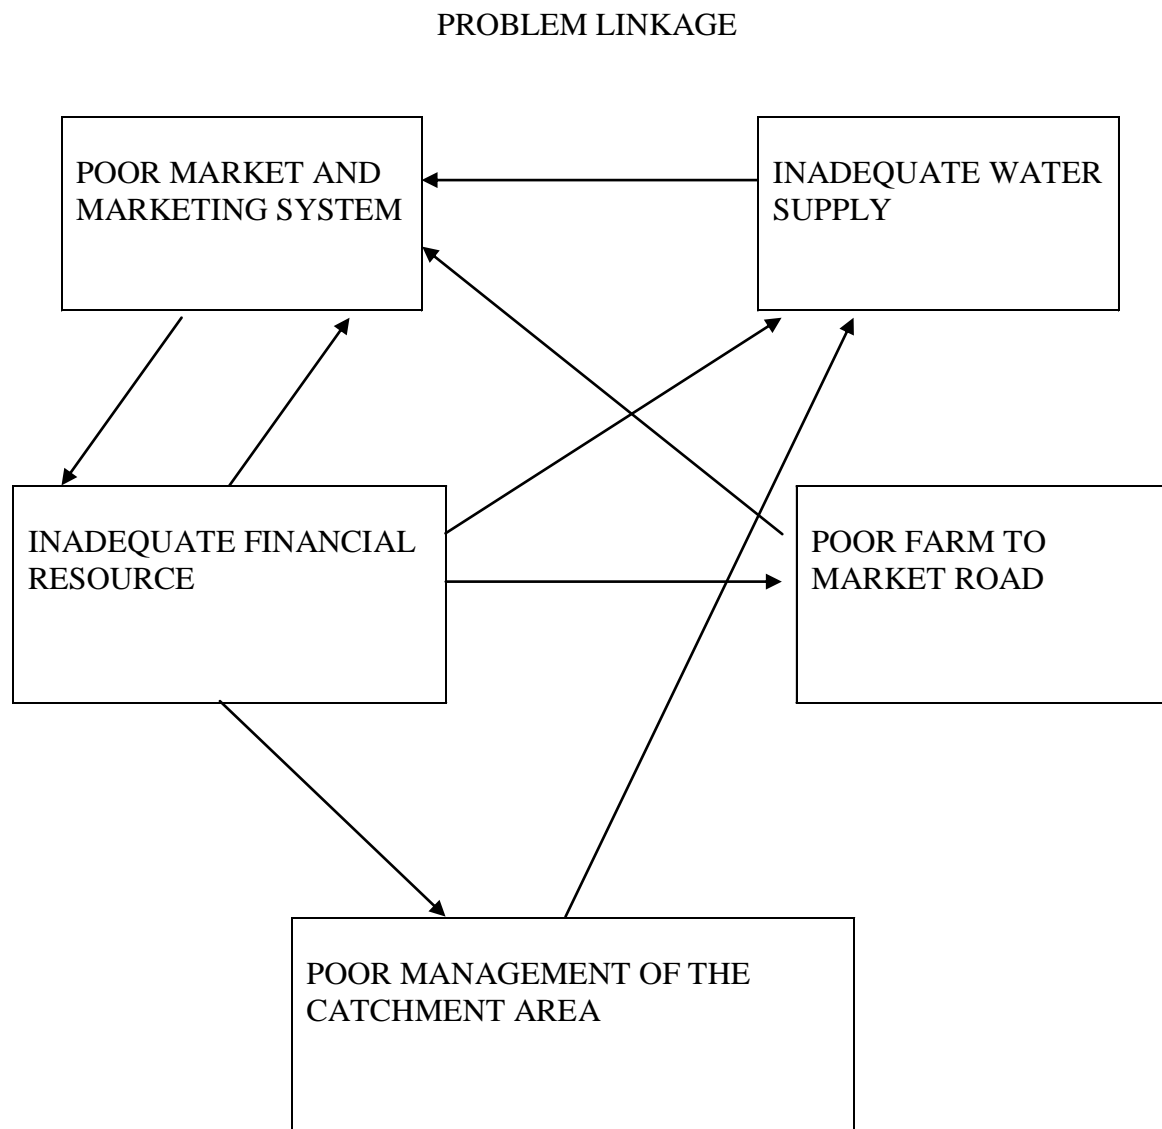 PROBLEM LINKAGE
POOR MARKET AND
MARKETING SYSTEM
INADEQUATE WATER
SUPPLY
INADEQUATE FINANCIAL
RESOURCE
POOR FARM TO
MARKET ROAD
POOR MANAGEMENT OF THE
CATCHMENT AREA